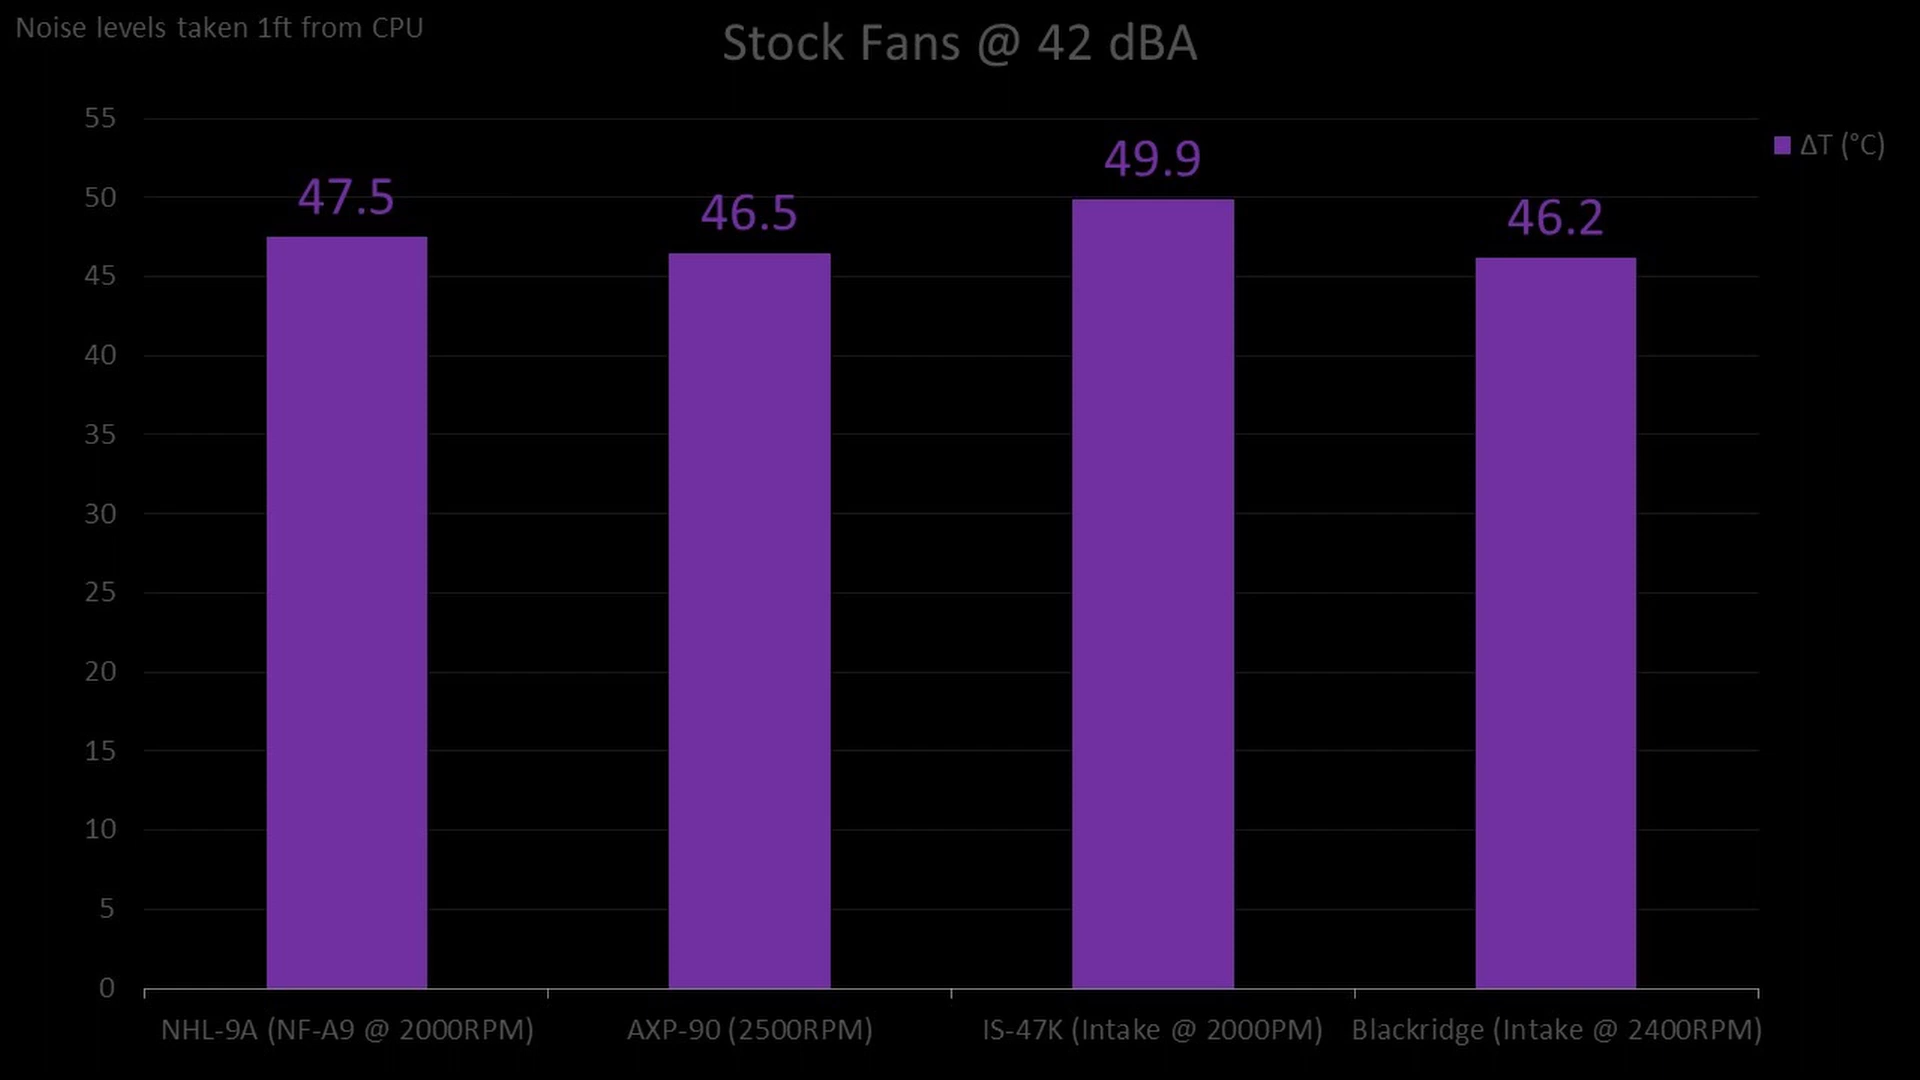 Noise levels taken 1ft from CPU
Stock Fans @ 42 dBA
ΔT (°C)
55
50
45
40
35
30
25
20
15
10
5
0
47.5
46.5
49.9
46.2
NHL-9A (NF-A9 @ 2000RPM)
AXP-90 (2500RPM)
IS-47K (Intake @ 2000PM)
Blackridge (Intake @ 2400RPM)